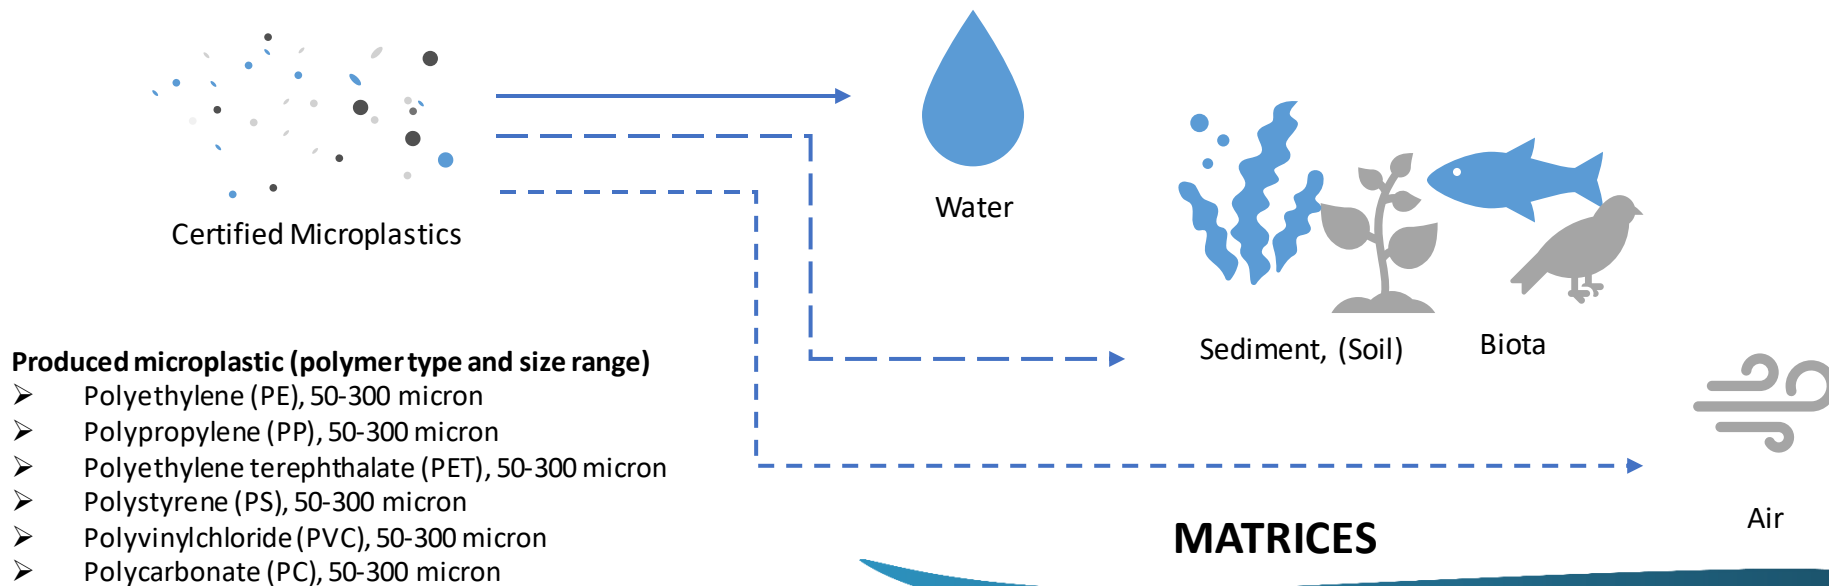 Certified Microplastics
Water
Sediment, (Soil)
Biota
Air
MATRICES
Produced microplastic (polymer type and size range)
➢ Polyethylene (PE), 50-300 micron
➢ Polypropylene (PP), 50-300 micron
➢ Polyethylene terephthalate (PET), 50-300 micron
➢ Polystyrene (PS), 50-300 micron
➢ Polyvinylchloride (PVC), 50-300 micron
➢ Polycarbonate (PC), 50-300 micron